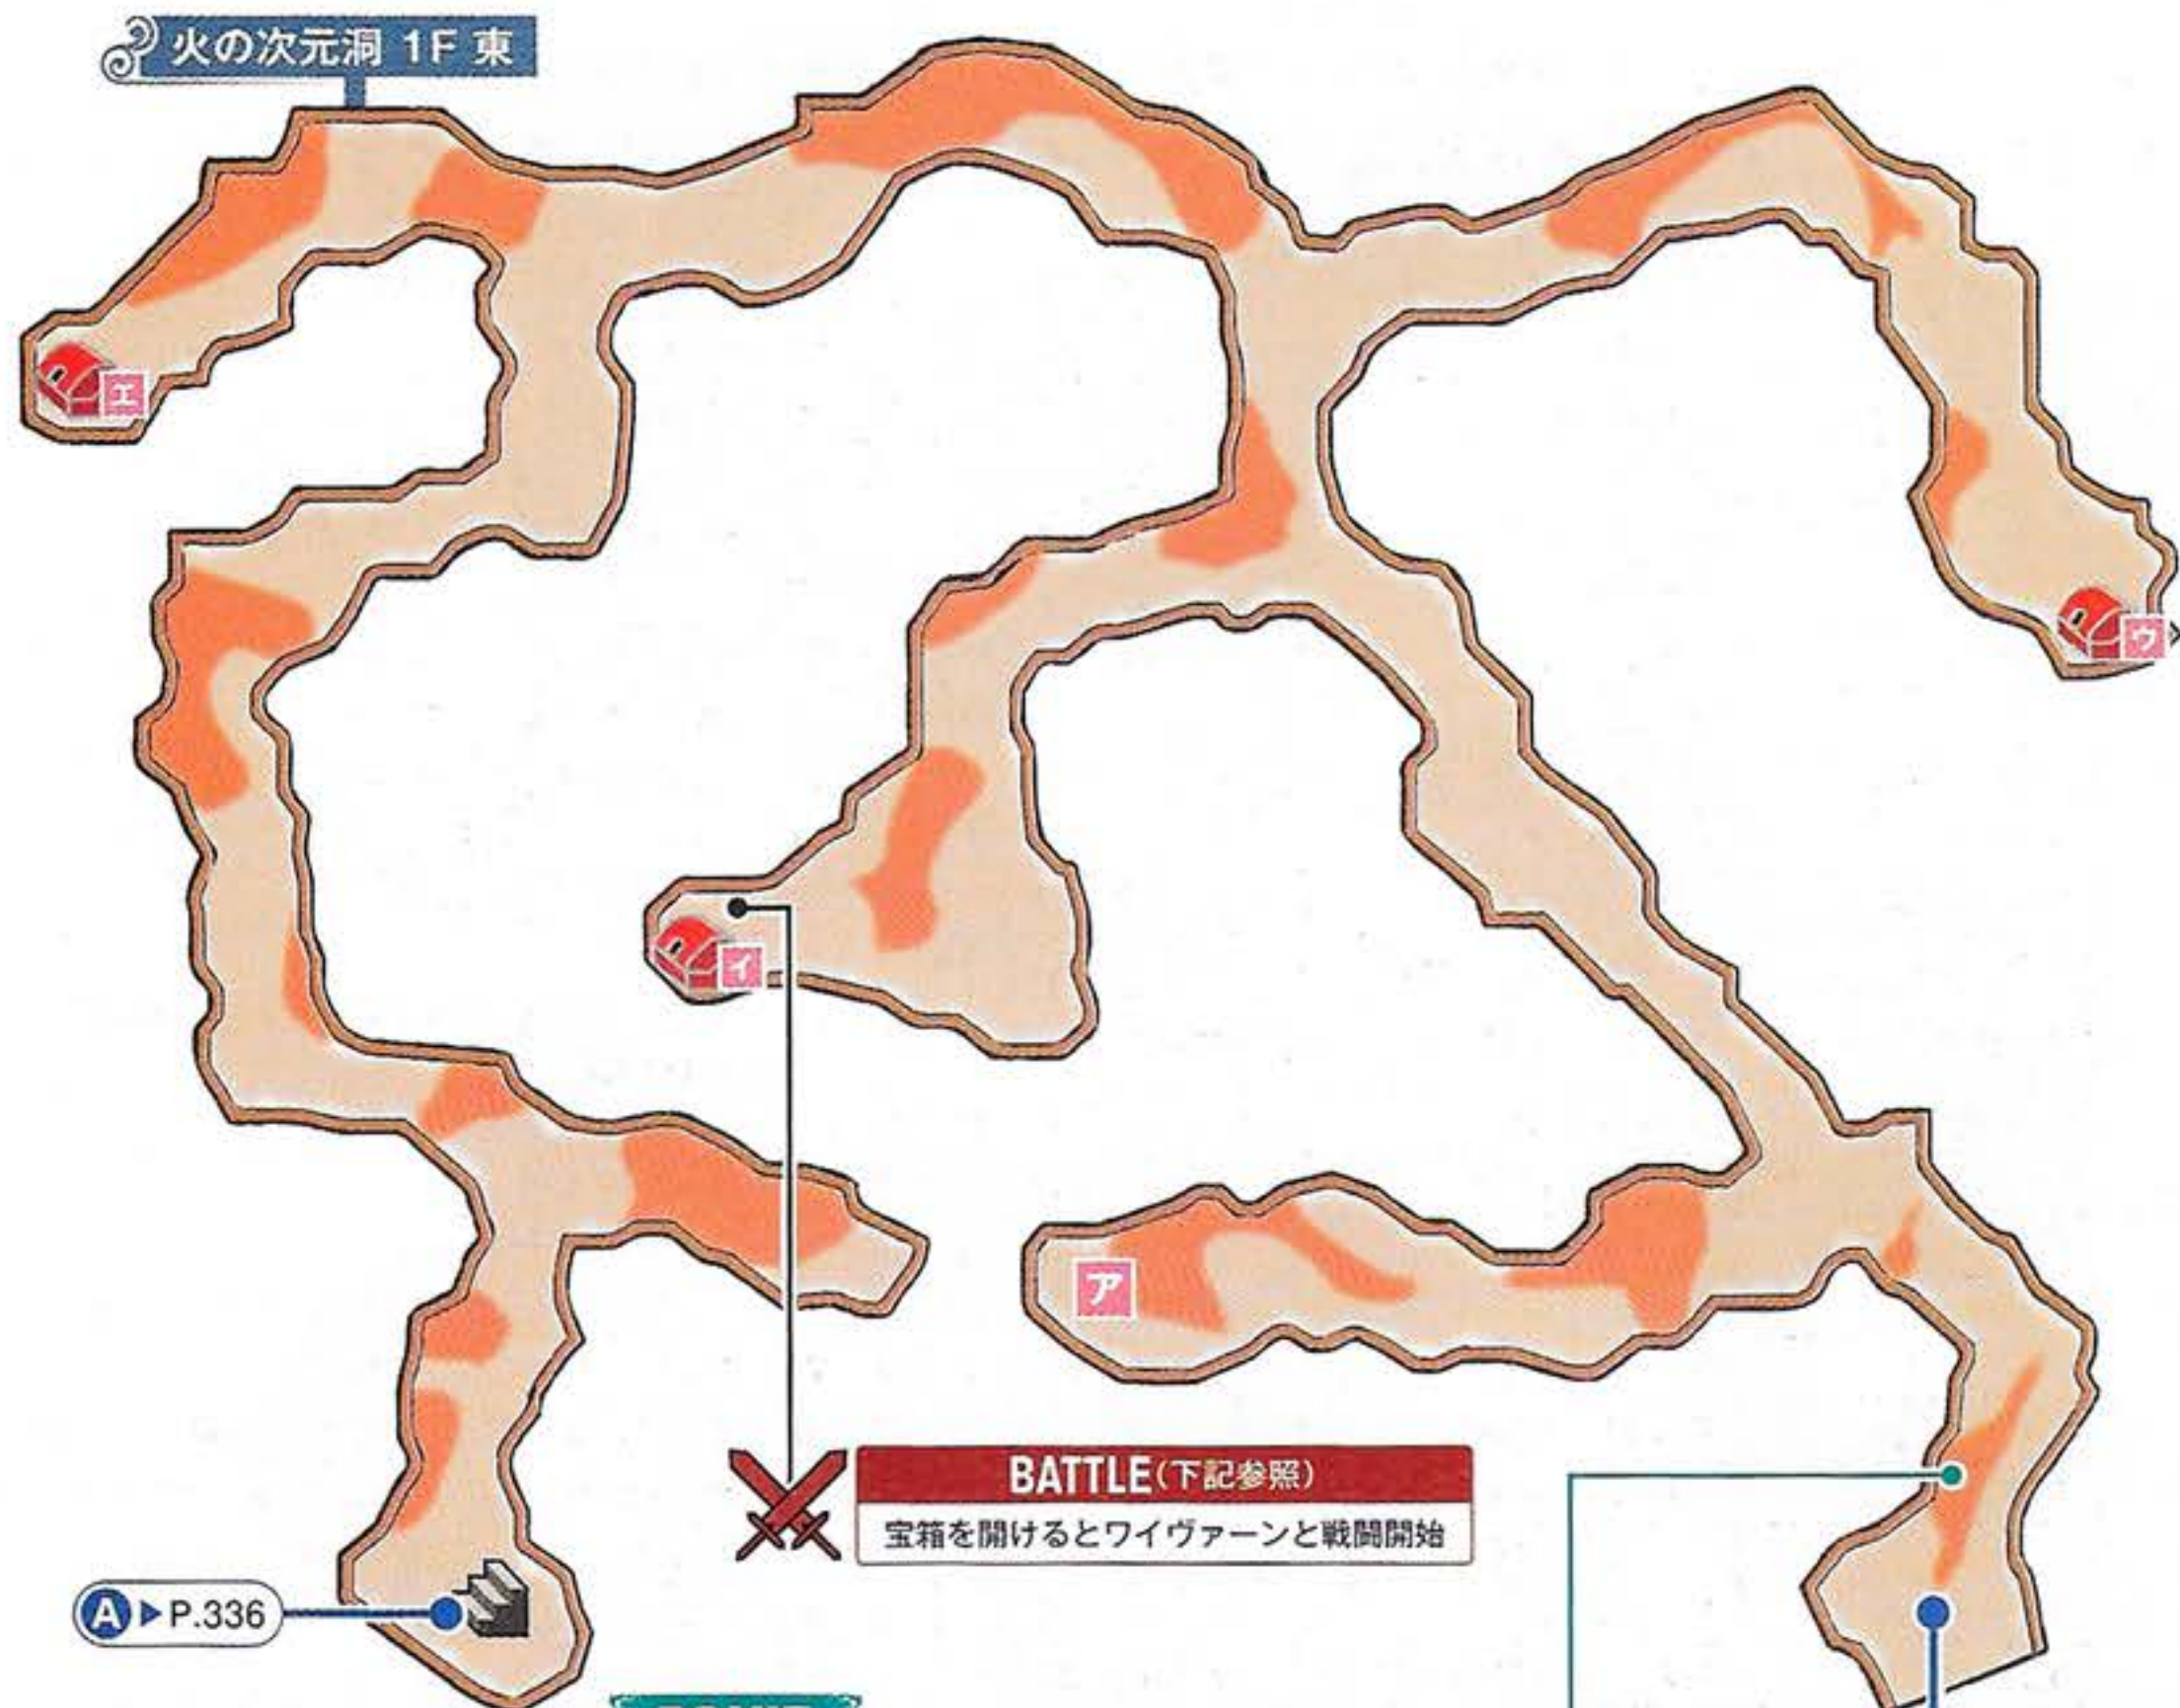 火の次元洞 1F 東
エ
ウ
イ
ア
BATTLE(下記参照)
宝箱を開けるとワイヴァーンと戦闘開始
A ▶ P.336